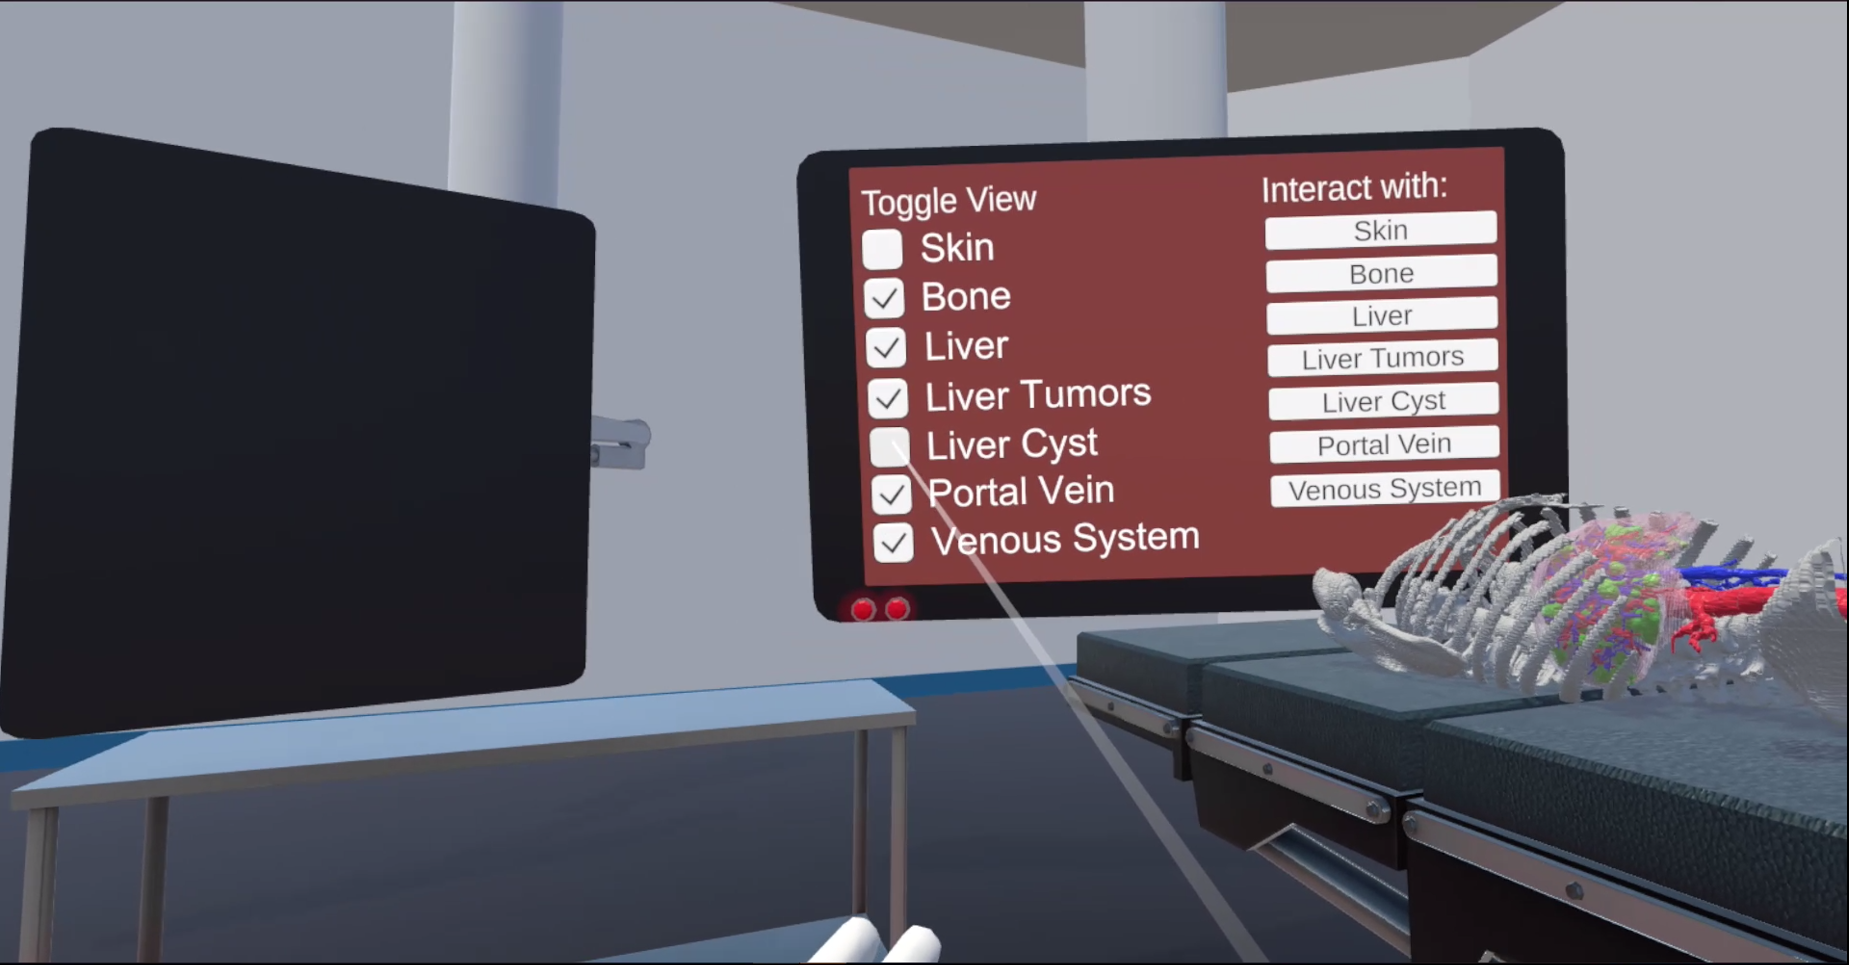 Toggle View
Skin
Bone
Liver
Liver Tumors
Liver Cyst
Portal Vein
Venous System
Interact with:
Skin
Bone
Liver
Liver Tumors
Liver Cyst
Portal Vein
Venous System